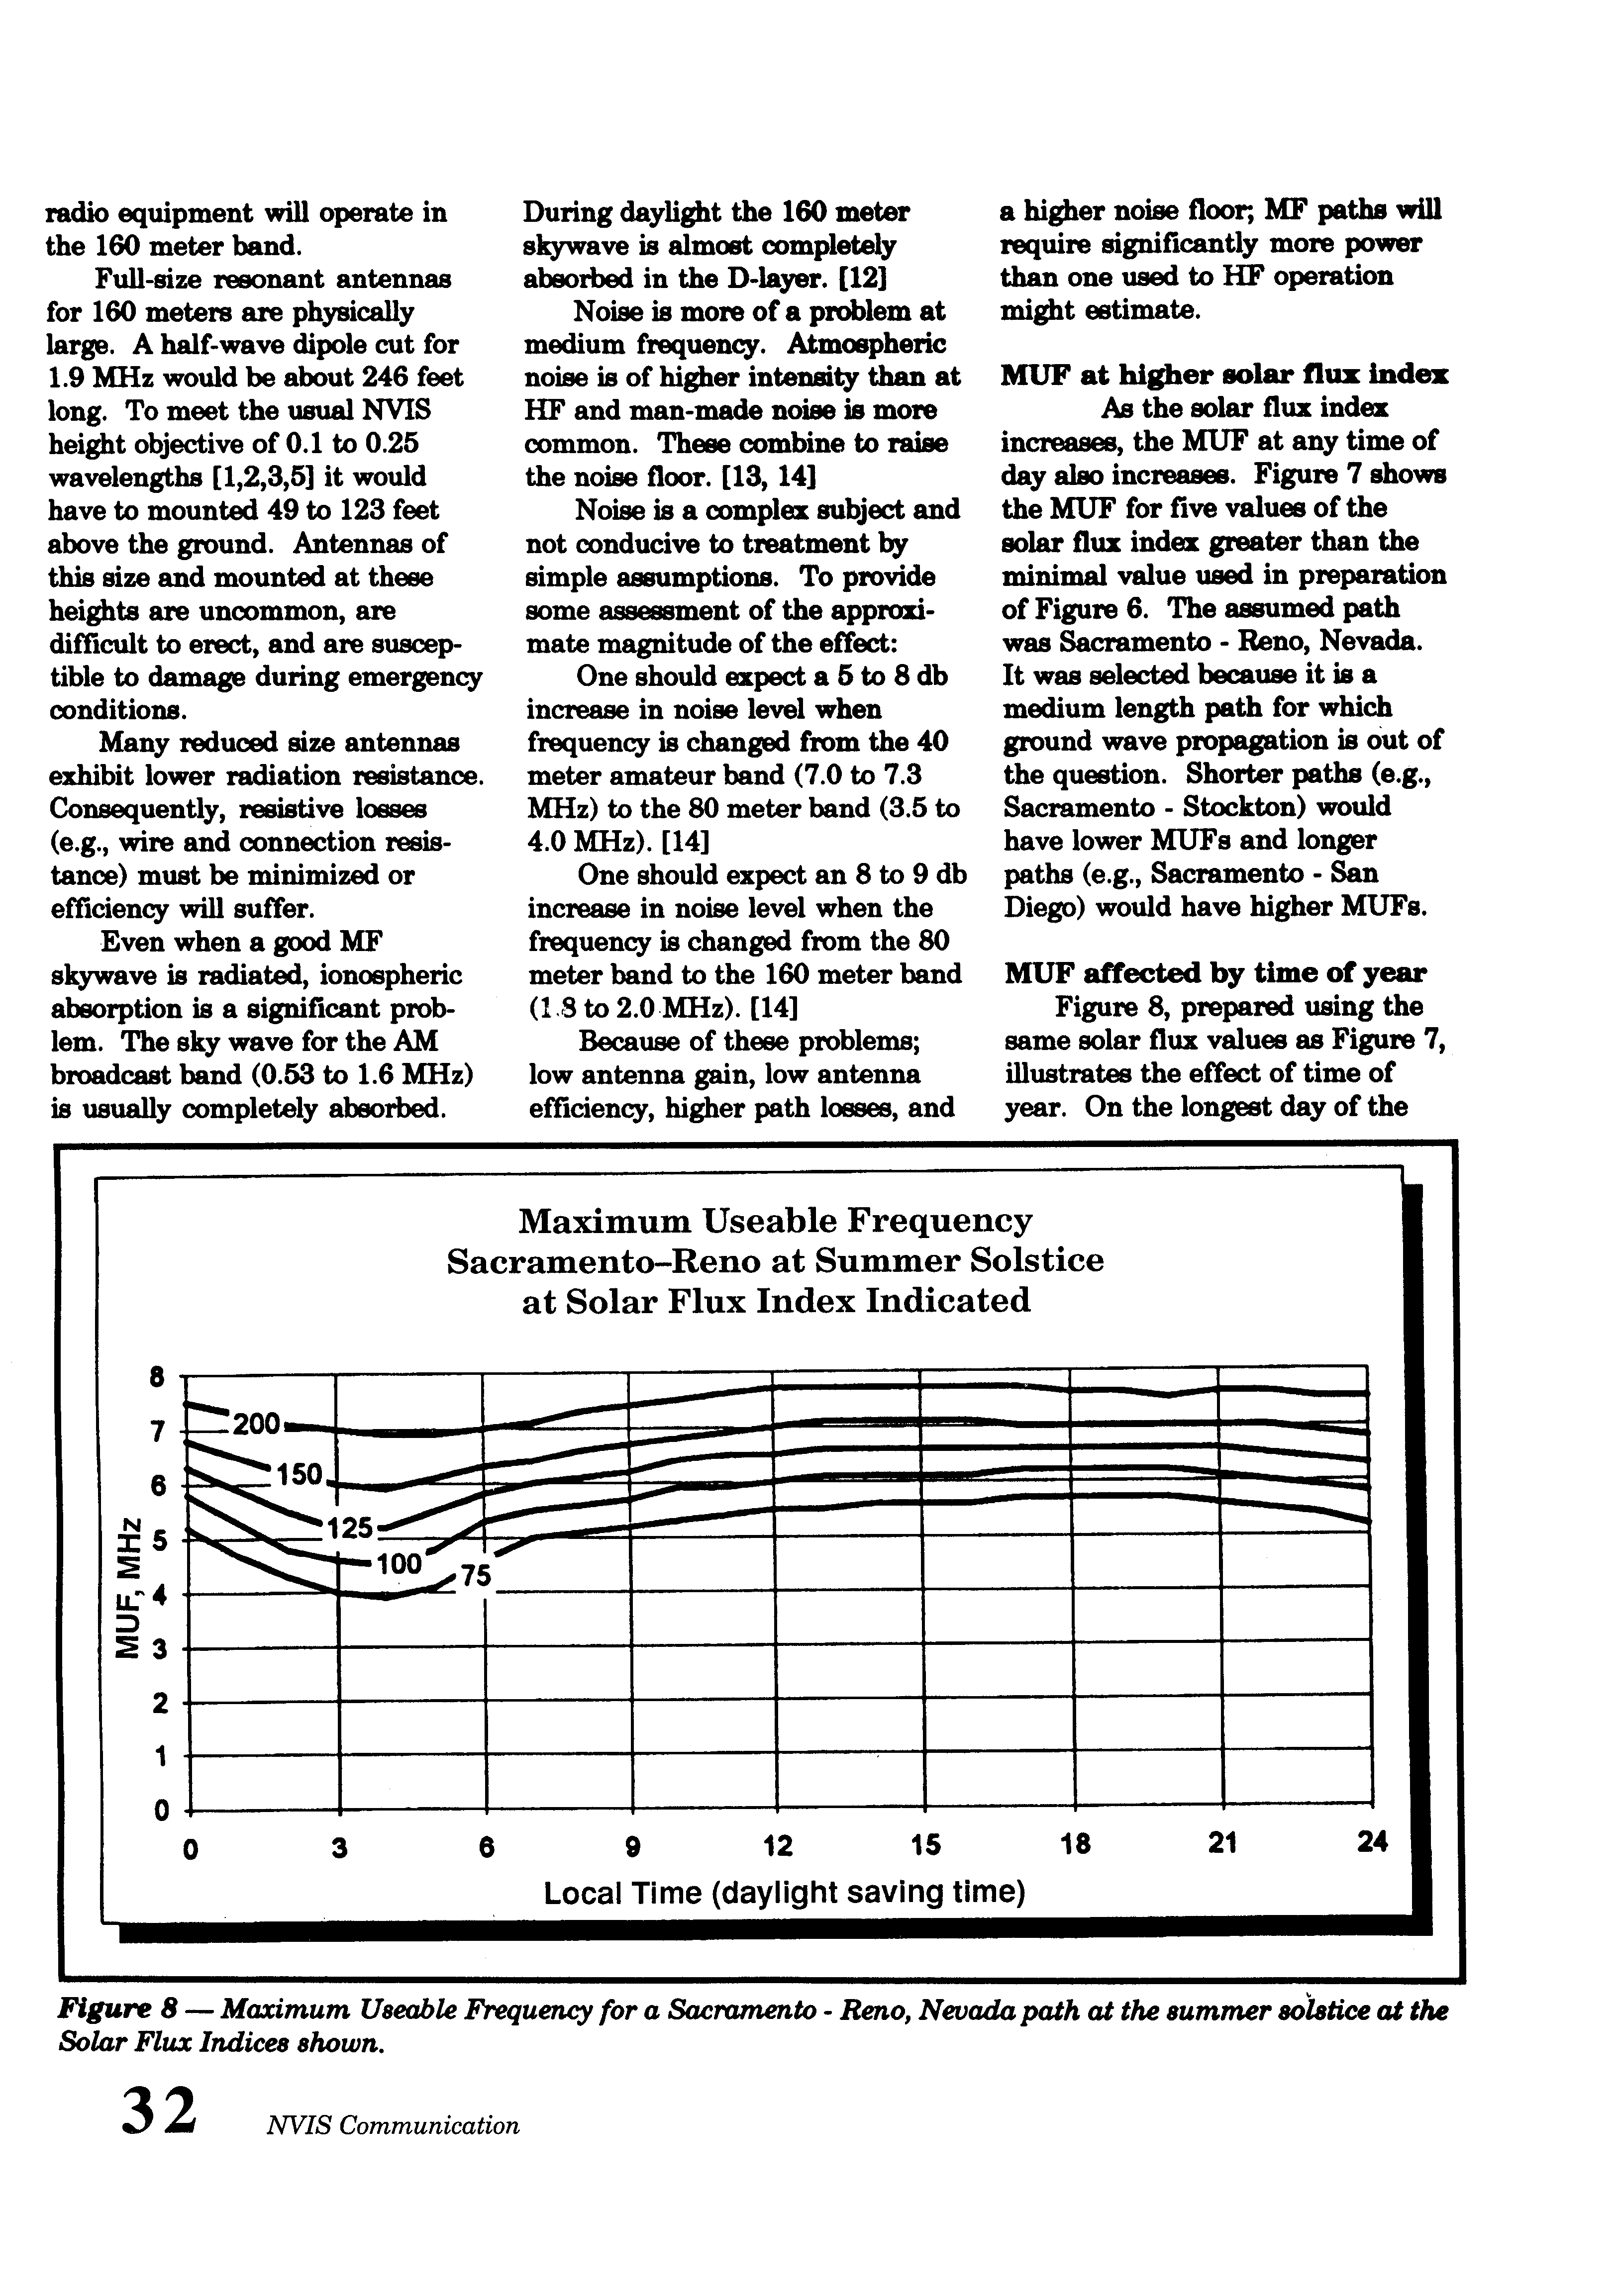 radio equipment will operate in
the 160 meter band.
Full-size resonant antennas
for 160 meters are physically
large. A half-wave dipole cut for
1.9 MHz would be about 246 feet
long. To meet the usual NVIS
height objective of 0.1 to 0.25
wavelengths [1,2,3,5] it would
have to mounted 49 to 123 feet
above the ground. Antennas of
this size and mounted at these
heights are uncommon, are
difficult to erect, and are suscep-
tible to damage during emergency
conditions.
Many reduced size antennas
exhibit lower radiation resistance.
Consequently, resistive losses
(e.g., wire and connection resis-
tance) must be minimized or
efficiency will suffer.
Even when a good MF
skywave is radiated, ionospheric
absorption is a significant prob-
lem. The sky wave for the AM
broadcast band (0.53 to 1.6 MHz)
is usually completely absorbed.
During daylight the 160 meter
skywave is almost completely
absorbed in the D-layer. [12]
Noise is more of a problem at
medium frequency. Atmospheric
noise is of higher intensity than at
HF and man-made noise is more
common. These combine to raise
the noise floor. [13, 14]
Noise is a complex subject and
not conducive to treatment by
simple assumptions. To provide
some assessment of the approxi-
mate magnitude of the effect:
One should expect a 5 to 8 db
increase in noise level when
frequency is changed from the 40
meter amateur band (7.0 to 7.3
MHz) to the 80 meter band (3.5 to
4.0 MHz). [14]
One should expect an 8 to 9 db
increase in noise level when the
frequency is changed from the 80
meter band to the 160 meter band
(1.8 to 2.0 MHz). [14]
Because of these problems;
low antenna gain, low antenna
efficiency, higher path losses, and
a higher noise floor; MF paths will
require significantly more power
than one used to HF operation
might estimate.
MUF at higher solar flux index
As the solar flux index
increases, the MUF at any time of
day also increases. Figure 7 shows
the MUF for five values of the
solar flux index greater than the
minimal value used in preparation
of Figure 6. The assumed path
was Sacramento - Reno, Nevada.
It was selected because it is a
medium length path for which
ground wave propagation is out of
the question. Shorter paths (e.g.,
Sacramento - Stockton) would
have lower MUFs and longer
paths (e.g., Sacramento - San
Diego) would have higher MUFs.
MUF affected by time of year
Figure 8, prepared using the
same solar flux values as Figure 7,
illustrates the effect of time of
year. On the longest day of the
Maximum Useable Frequency
Sacramento–Reno at Summer Solstice
at Solar Flux Index Indicated
8
7
6
5
4
3
2
1
0
MUF, MHz
200
150
125
100
75
0 3 6 9 12 15 18 21 24
Local Time (daylight saving time)
Figure 8 — Maximum Useable Frequency for a Sacramento - Reno, Nevada path at the summer solstice at the
Solar Flux Indices shown.
32 NVIS Communication